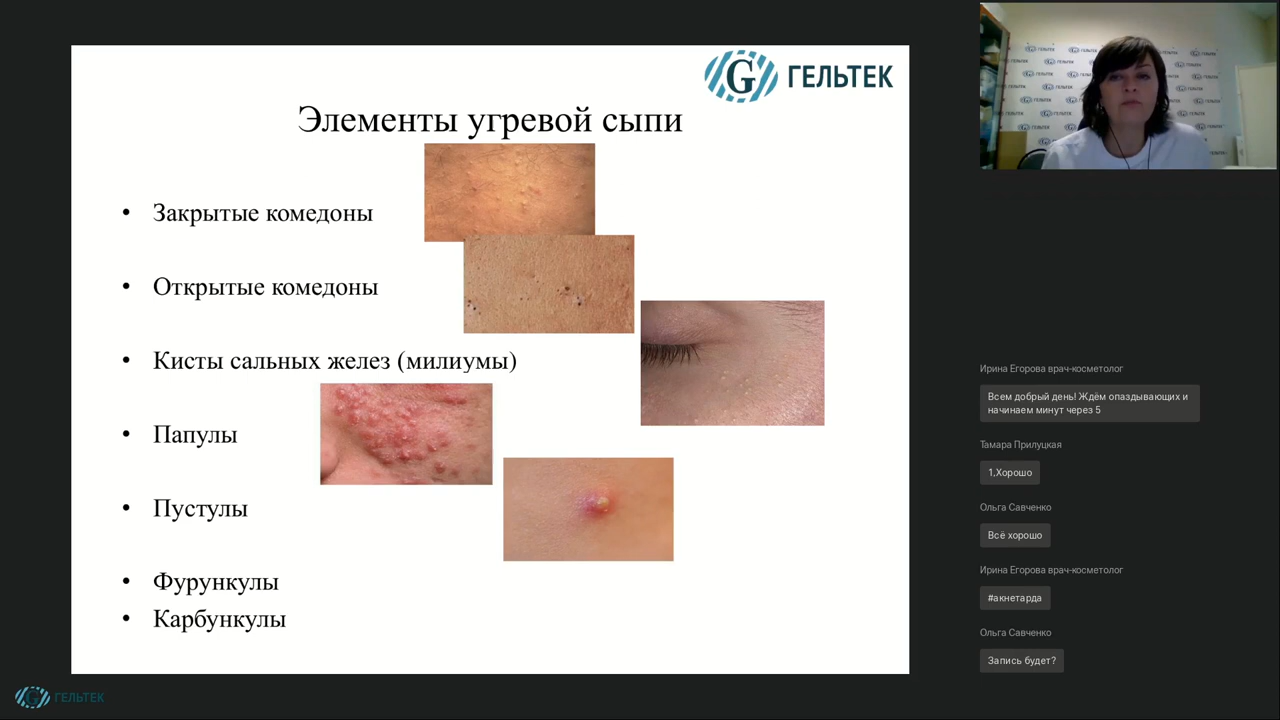 ГЕЛЬТЕК
Элементы угревой сыпи
• Закрытые комедоны
• Открытые комедоны
• Кисты сальных желез (милиумы)
• Папулы
• Пустулы
• Фурункулы
• Карбункулы
ГЕЛЬТЕК
Ирина Егорова врач-косметолог
Всем добрый день! Ждём опаздывающих и
начинаем минут через 5
Тамара Прилуцкая
1,Хорошо
Ольга Савченко
Всё хорошо
Ирина Егорова врач-косметолог
#акнетарда
Ольга Савченко
Запись будет?